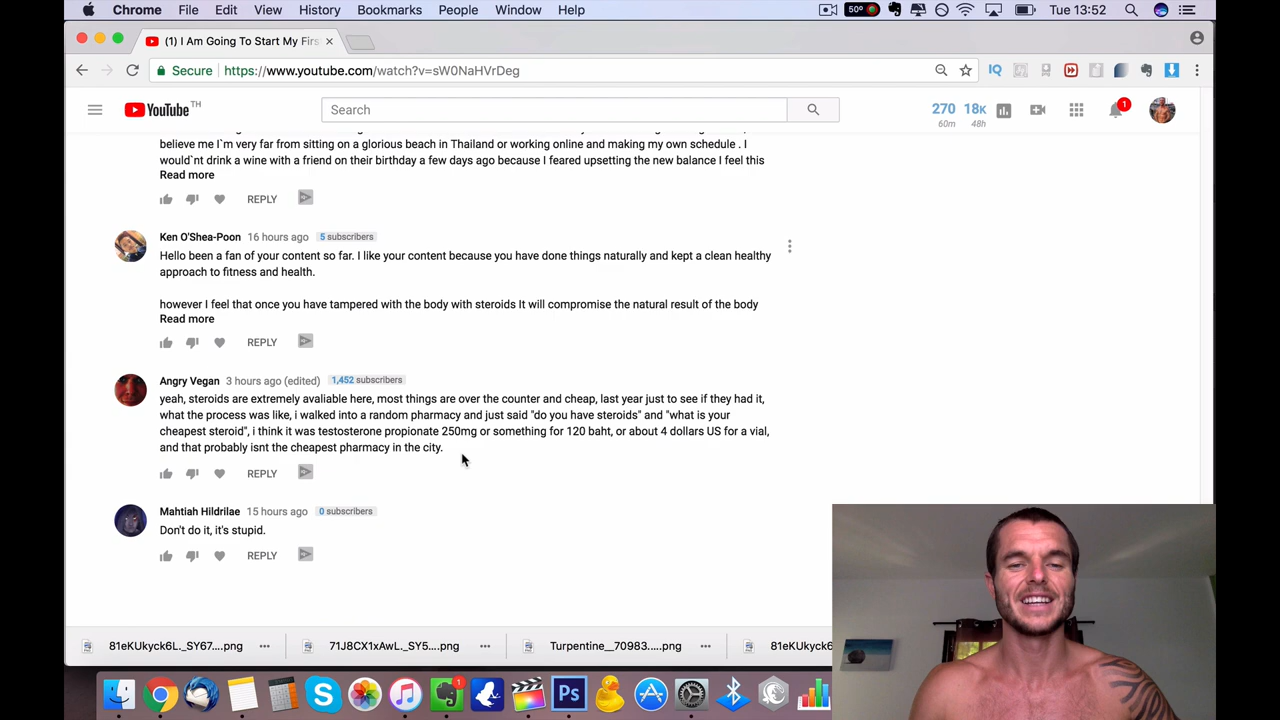 Chrome File Edit View History Bookmarks People Window Help 50° Tue 13:52
(1) I Am Going To Start My Firs
Secure https://www.youtube.com/watch?v=sW0NaHVrDeg IQ
YouTube TH Search 270 60m 18K 48h 1
believe me I`m very far from sitting on a glorious beach in Thailand or working online and making my own schedule . I
would`nt drink a wine with a friend on their birthday a few days ago because I feared upsetting the new balance I feel this
Read more
REPLY
Ken O'Shea-Poon 16 hours ago 5 subscribers
Hello been a fan of your content so far. I like your content because you have done things naturally and kept a clean healthy
approach to fitness and health.
however I feel that once you have tampered with the body with steroids It will compromise the natural result of the body
Read more
REPLY
Angry Vegan 3 hours ago (edited) 1,452 subscribers
yeah, steroids are extremely avaliable here, most things are over the counter and cheap, last year just to see if they had it,
what the process was like, i walked into a random pharmacy and just said "do you have steroids" and "what is your
cheapest steroid", i think it was testosterone propionate 250mg or something for 120 baht, or about 4 dollars US for a vial,
and that probably isnt the cheapest pharmacy in the city.
REPLY
Mahtiah Hildrilae 15 hours ago 0 subscribers
Don't do it, it's stupid.
REPLY
81eKUkyck6L._SY67....png 71J8CX1xAwL._SY5....png Turpentine__70983.....png 81eKUkyck6
1
Ps